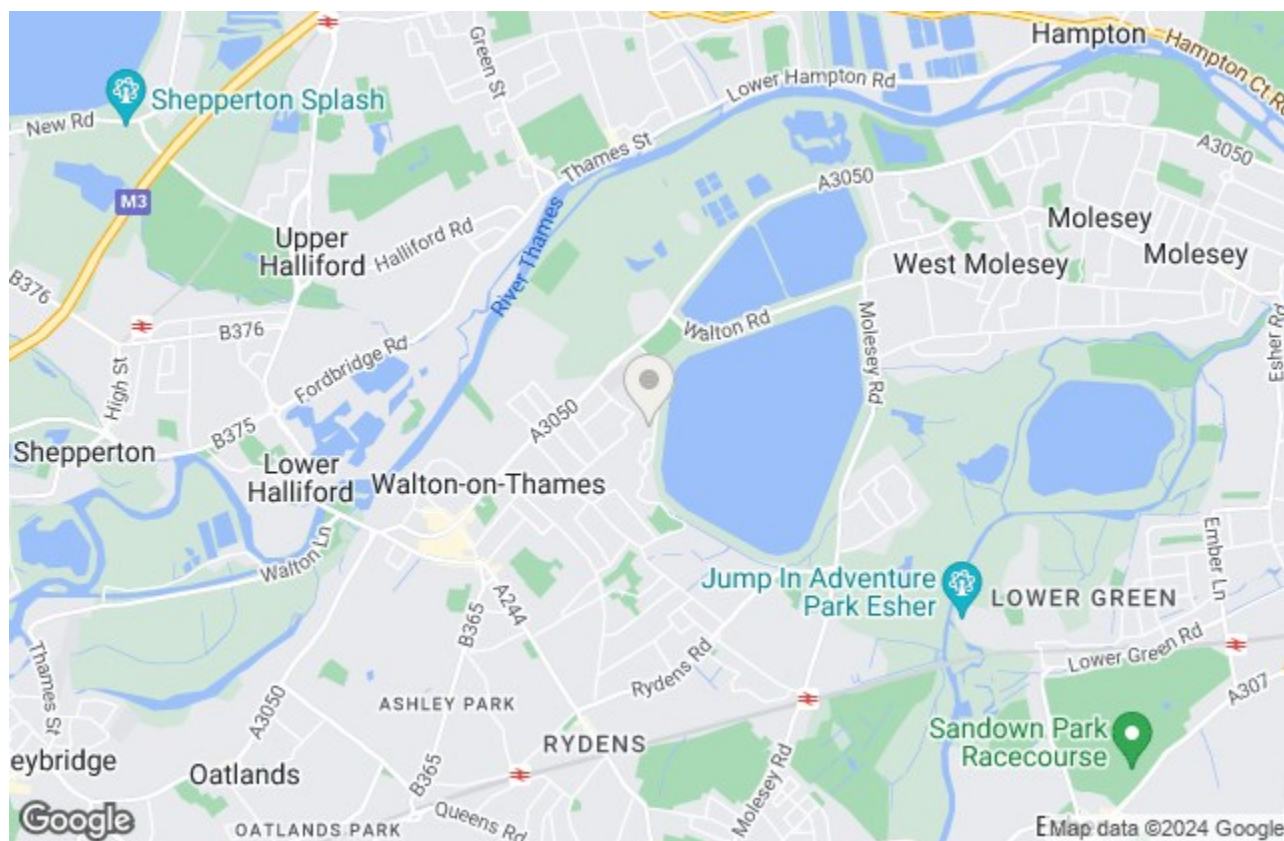 Hampton
Hampton Ct Rd
Green St
Lower Hampton Rd
Shepperton Splash
New Rd
Thames St
A3050
A3050
M3
Molesey
Upper
Halliford
Halliford Rd
River Thames
West Molesey
Molesey
B376
B376
Walton Rd
Molesey Rd
Esher Rd
High St
Fordbridge Rd
A3050
B375
Shepperton
Lower
Halliford
Walton-on-Thames
Walton Ln
Ember Ln
Jump In Adventure
Park Esher
LOWER GREEN
A244
B365
Thames St
Lower Green Rd
Rydens Rd
A307
A3050
ASHLEY PARK
Sandown Park
Racecourse
RYDENS
eybridge
Oatlands
B365
Molesey Rd
Queens Rd
Google
OATLANDS PARK
Map data ©2024 Google